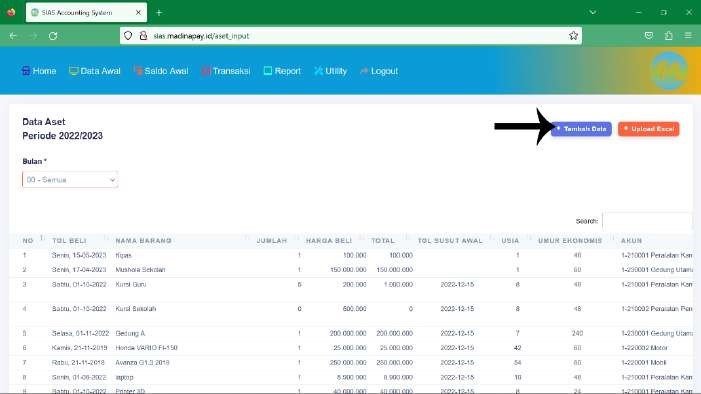 SIAS Accounting System
sias.madinapay.id/aset_input
Home Data Awal Saldo Awal Transaksi Report Utility Logout
Data Aset
Periode 2022/2023
+ Tambah Data + Upload Excel
Bulan *
00 - Semua
Search:
NO TGL BELI NAMA BARANG JUMLAH HARGA BELI TOTAL TGL SUSUT AWAL USIA UMUR EKONOMIS AKUN
1 Senin, 15-05-2023 Kipas 1 100.000 100.000 1 48 1-210001 Peralatan Kan
2 Senin, 17-04-2023 Mushola Sekolah 1 150.000.000 150.000.000 1 60 1-230001 Gedung Utama
3 Sabtu, 01-10-2022 Kursi Guru 5 200.000 1.000.000 2022-12-15 8 48 1-210001 Peralatan Kan
4 Sabtu, 01-10-2022 Kursi Sekolah 0 500.000 0 2022-12-15 8 48 1-210002 Peralatan Pen
5 Selasa, 01-11-2022 Gedung A 1 200.000.000 200.000.000 2022-12-15 7 240 1-230001 Gedung Utama
6 Kamis, 21-11-2019 Honda VARIO FI-150 1 25.000.000 25.000.000 2022-12-15 42 60 1-220002 Motor
7 Rabu, 21-11-2018 Avanza G1.5 2018 1 250.000.000 250.000.000 2022-12-15 54 60 1-220001 Mobil
8 Senin, 01-08-2022 laptop 1 8.900.000 8.900.000 2022-12-15 10 48 1-210001 Peralatan Kan
9 Sabtu, 01-10-2022 Printer 3D 1 40.000.000 40.000.000 2022-12-15 8 24 1-210001 Peralatan Kan